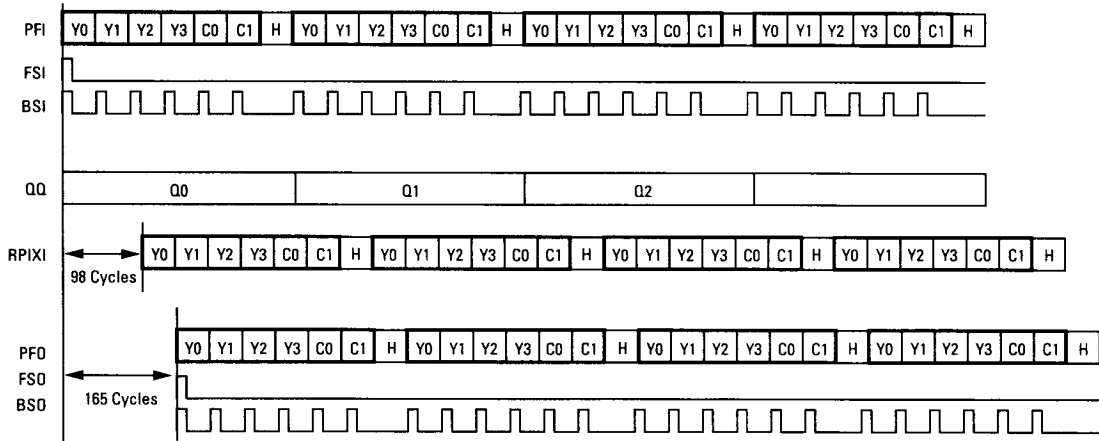 PFI Y0 Y1 Y2 Y3 C0 C1 H Y0 Y1 Y2 Y3 C0 C1 H Y0 Y1 Y2 Y3 C0 C1 H Y0 Y1 Y2 Y3 C0 C1 H
FSI
BSI
QQ Q0 Q1 Q2
RPIXI Y0 Y1 Y2 Y3 C0 C1 H Y0 Y1 Y2 Y3 C0 C1 H Y0 Y1 Y2 Y3 C0 C1 H Y0 Y1 Y2 Y3 C0 C1 H
98 Cycles
PFO Y0 Y1 Y2 Y3 C0 C1 H Y0 Y1 Y2 Y3 C0 C1 H Y0 Y1 Y2 Y3 C0 C1 H Y0 Y1 Y2 Y3 C0 C1 H
FSO
165 Cycles
BSO